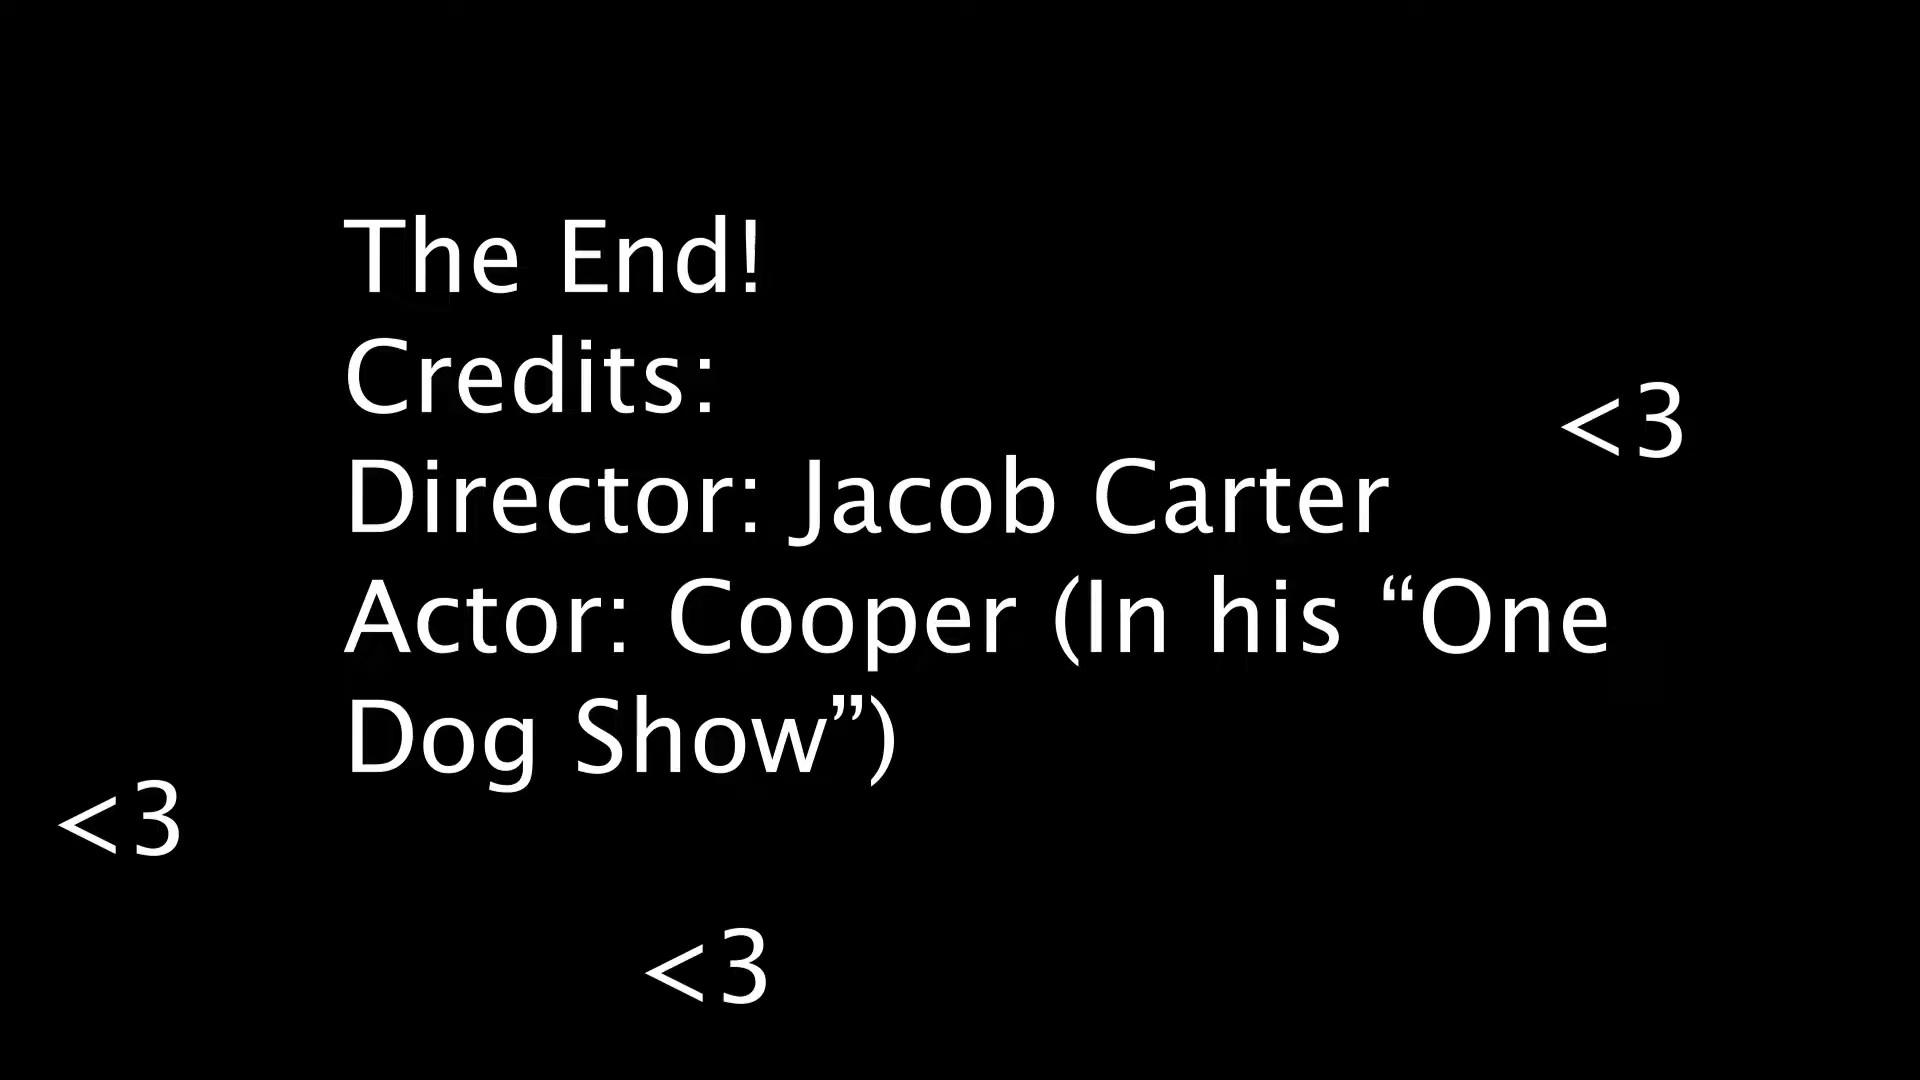 The End!
Credits:
<3
Director: Jacob Carter
Actor: Cooper (In his “One
Dog Show”)
<3
<3